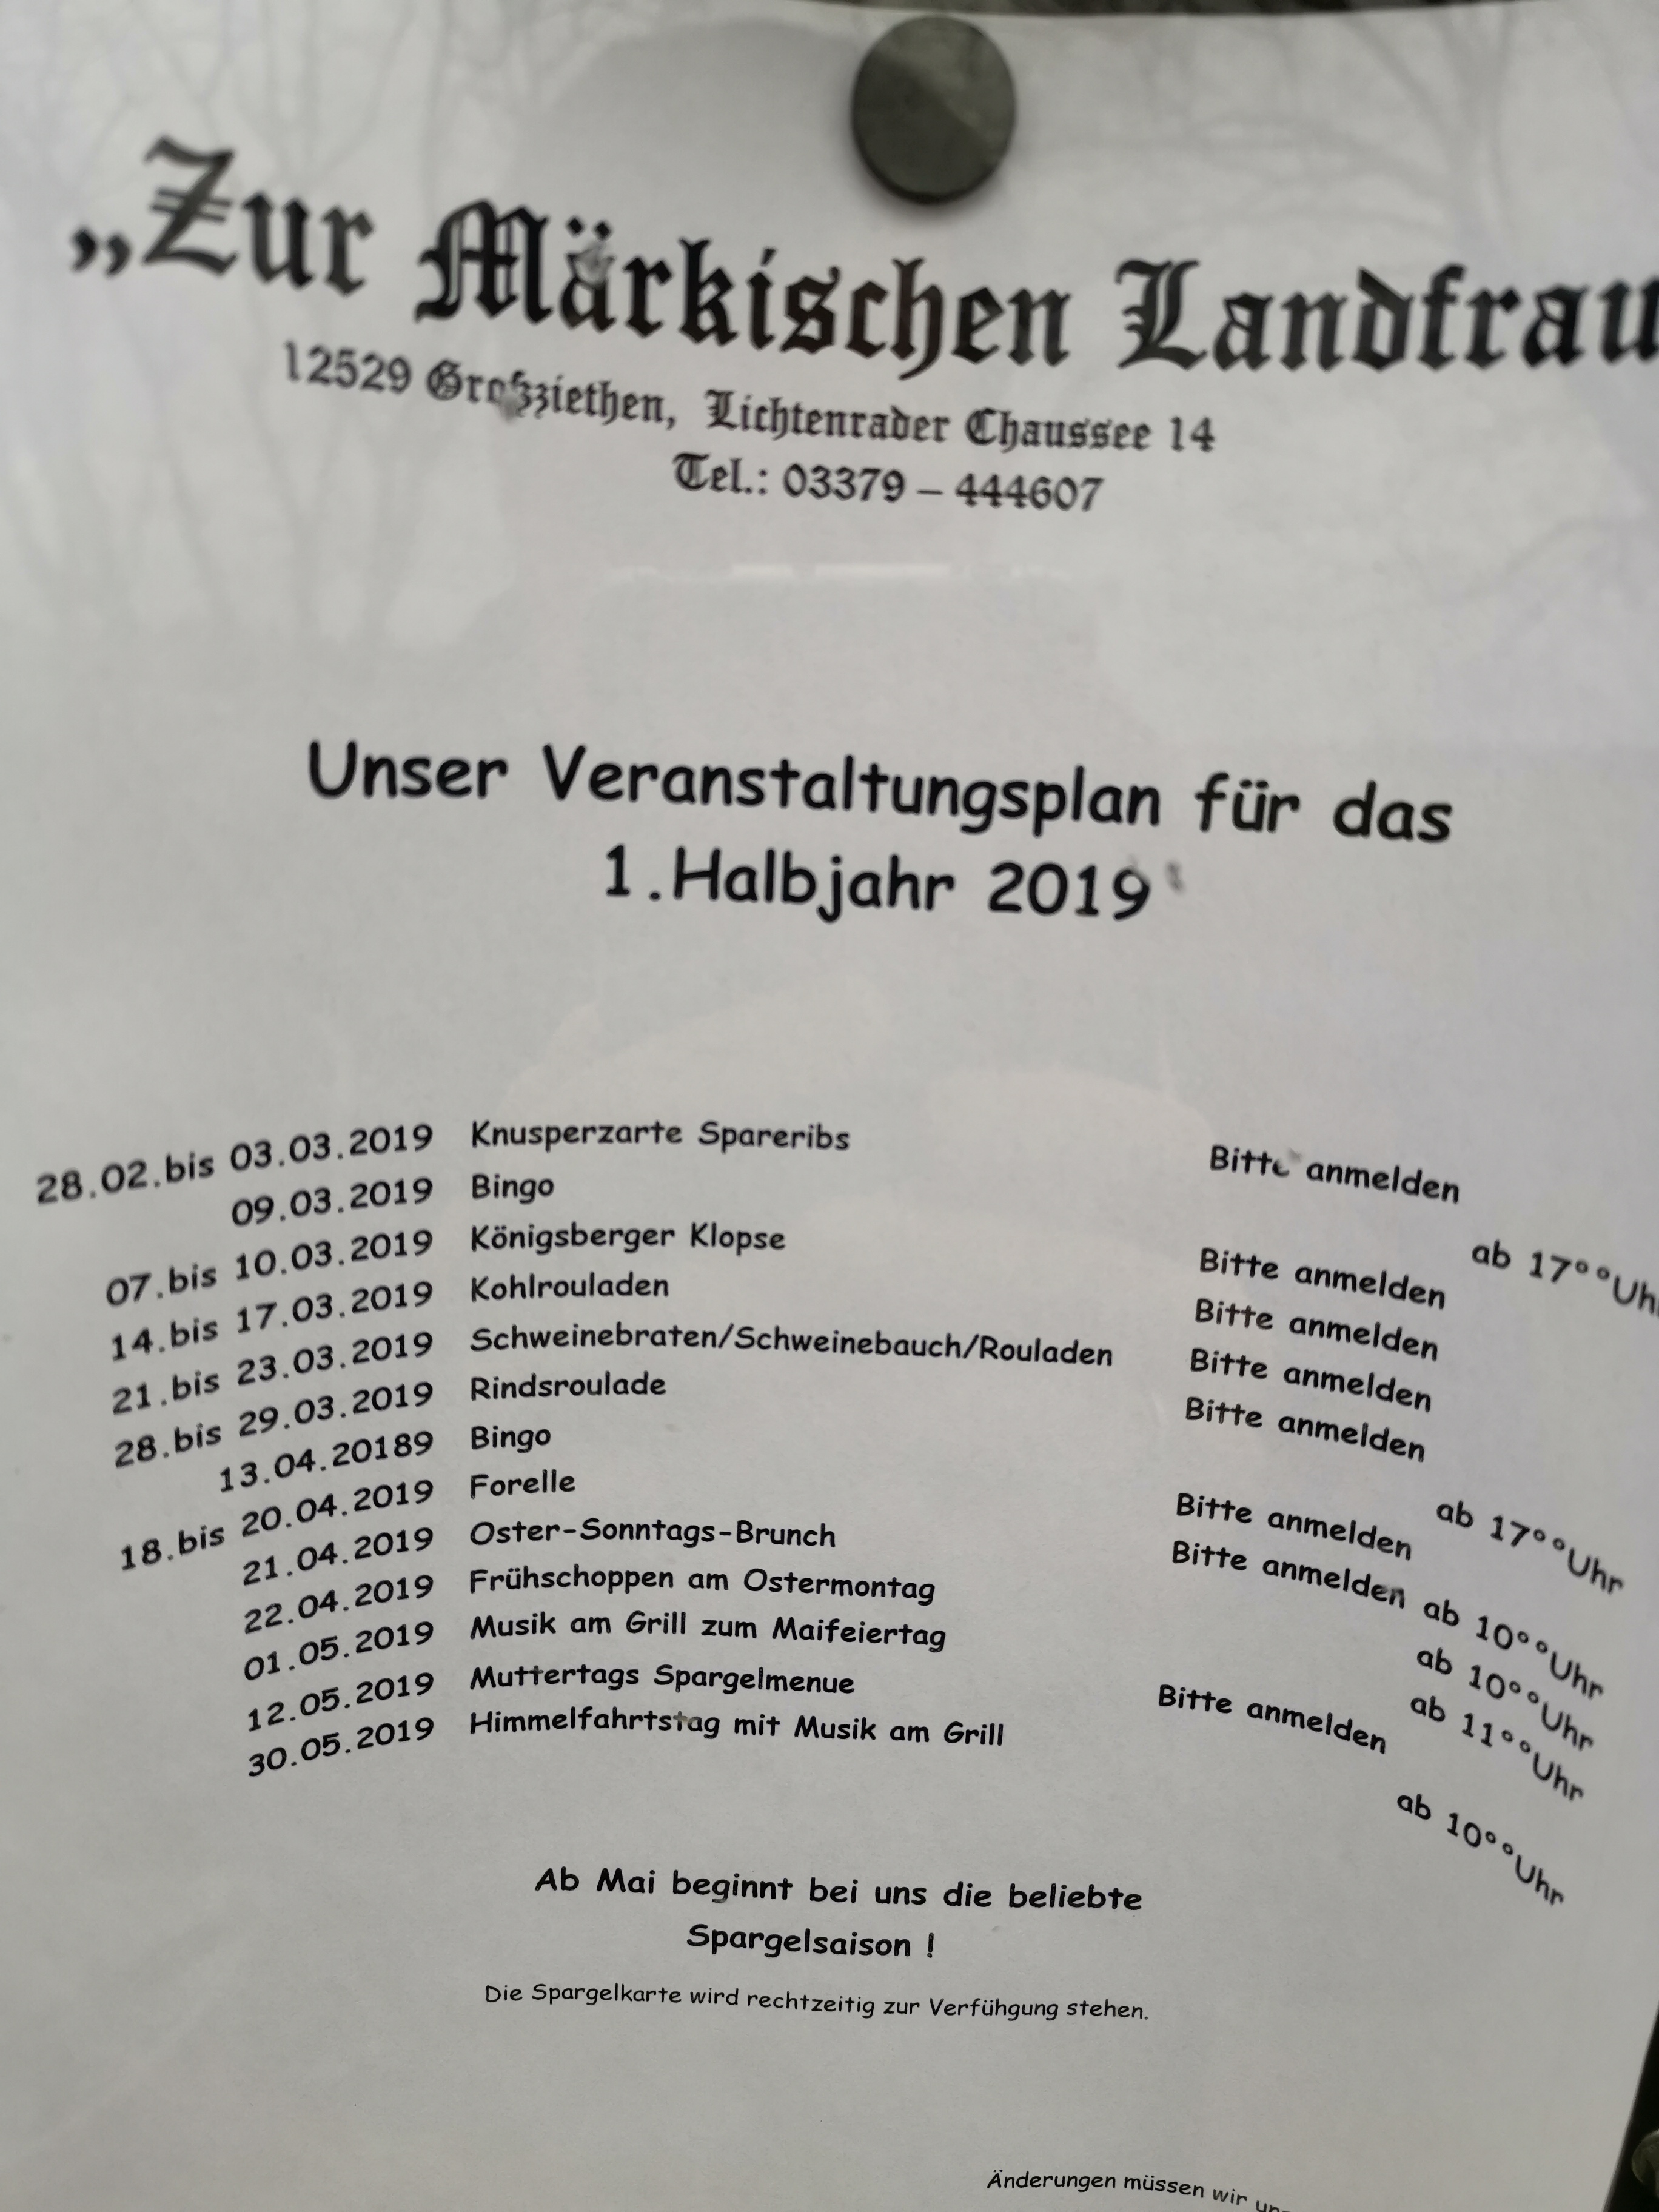 „Zur Märkischen Landfrau
12529 Großziethen, Lichtenrader Chaussee 14
Tel.: 03379 – 444607
Unser Veranstaltungsplan für das
1.Halbjahr 2019
28.02.bis 03.03.2019 Knusperzarte Spareribs Bitte anmelden
09.03.2019 Bingo ab 17°°Uhr
07.bis 10.03.2019 Königsberger Klopse Bitte anmelden
14.bis 17.03.2019 Kohlrouladen Bitte anmelden
21.bis 23.03.2019 Schweinebraten/Schweinebauch/Rouladen Bitte anmelden
28.bis 29.03.2019 Rindsroulade Bitte anmelden
13.04.20189 Bingo ab 17°°Uhr
18.bis 20.04.2019 Forelle Bitte anmelden
21.04.2019 Oster-Sonntags-Brunch Bitte anmelden ab 10°°Uhr
22.04.2019 Frühschoppen am Ostermontag ab 10°°Uhr
01.05.2019 Musik am Grill zum Maifeiertag ab 11°°Uhr
12.05.2019 Muttertags Spargelmenue Bitte anmelden
30.05.2019 Himmelfahrtstag mit Musik am Grill ab 10°°Uhr
Ab Mai beginnt bei uns die beliebte
Spargelsaison !
Die Spargelkarte wird rechtzeitig zur Verfühgung stehen.
Änderungen müssen wir